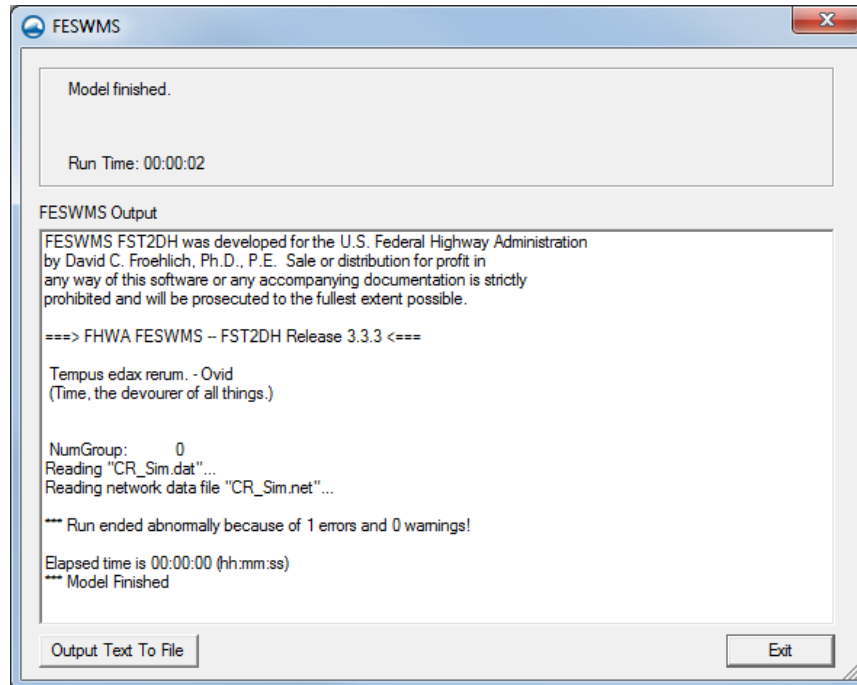 FESWMS
x
Model finished.
Run Time: 00:00:02
FESWMS Output
FESWMS FST2DH was developed for the U.S. Federal Highway Administration
by David C. Froehlich, Ph.D., P.E.  Sale or distribution for profit in
any way of this software or any accompanying documentation is strictly
prohibited and will be prosecuted to the fullest extent possible.
===> FHWA FESWMS -- FST2DH Release 3.3.3 <===
Tempus edax rerum. - Ovid
(Time, the devourer of all things.)
NumGroup:          0
Reading "CR_Sim.dat"...
Reading network data file "CR_Sim.net"...
*** Run ended abnormally because of 1 errors and 0 warnings!
Elapsed time is 00:00:00 (hh:mm:ss)
*** Model Finished
Output Text To File
Exit